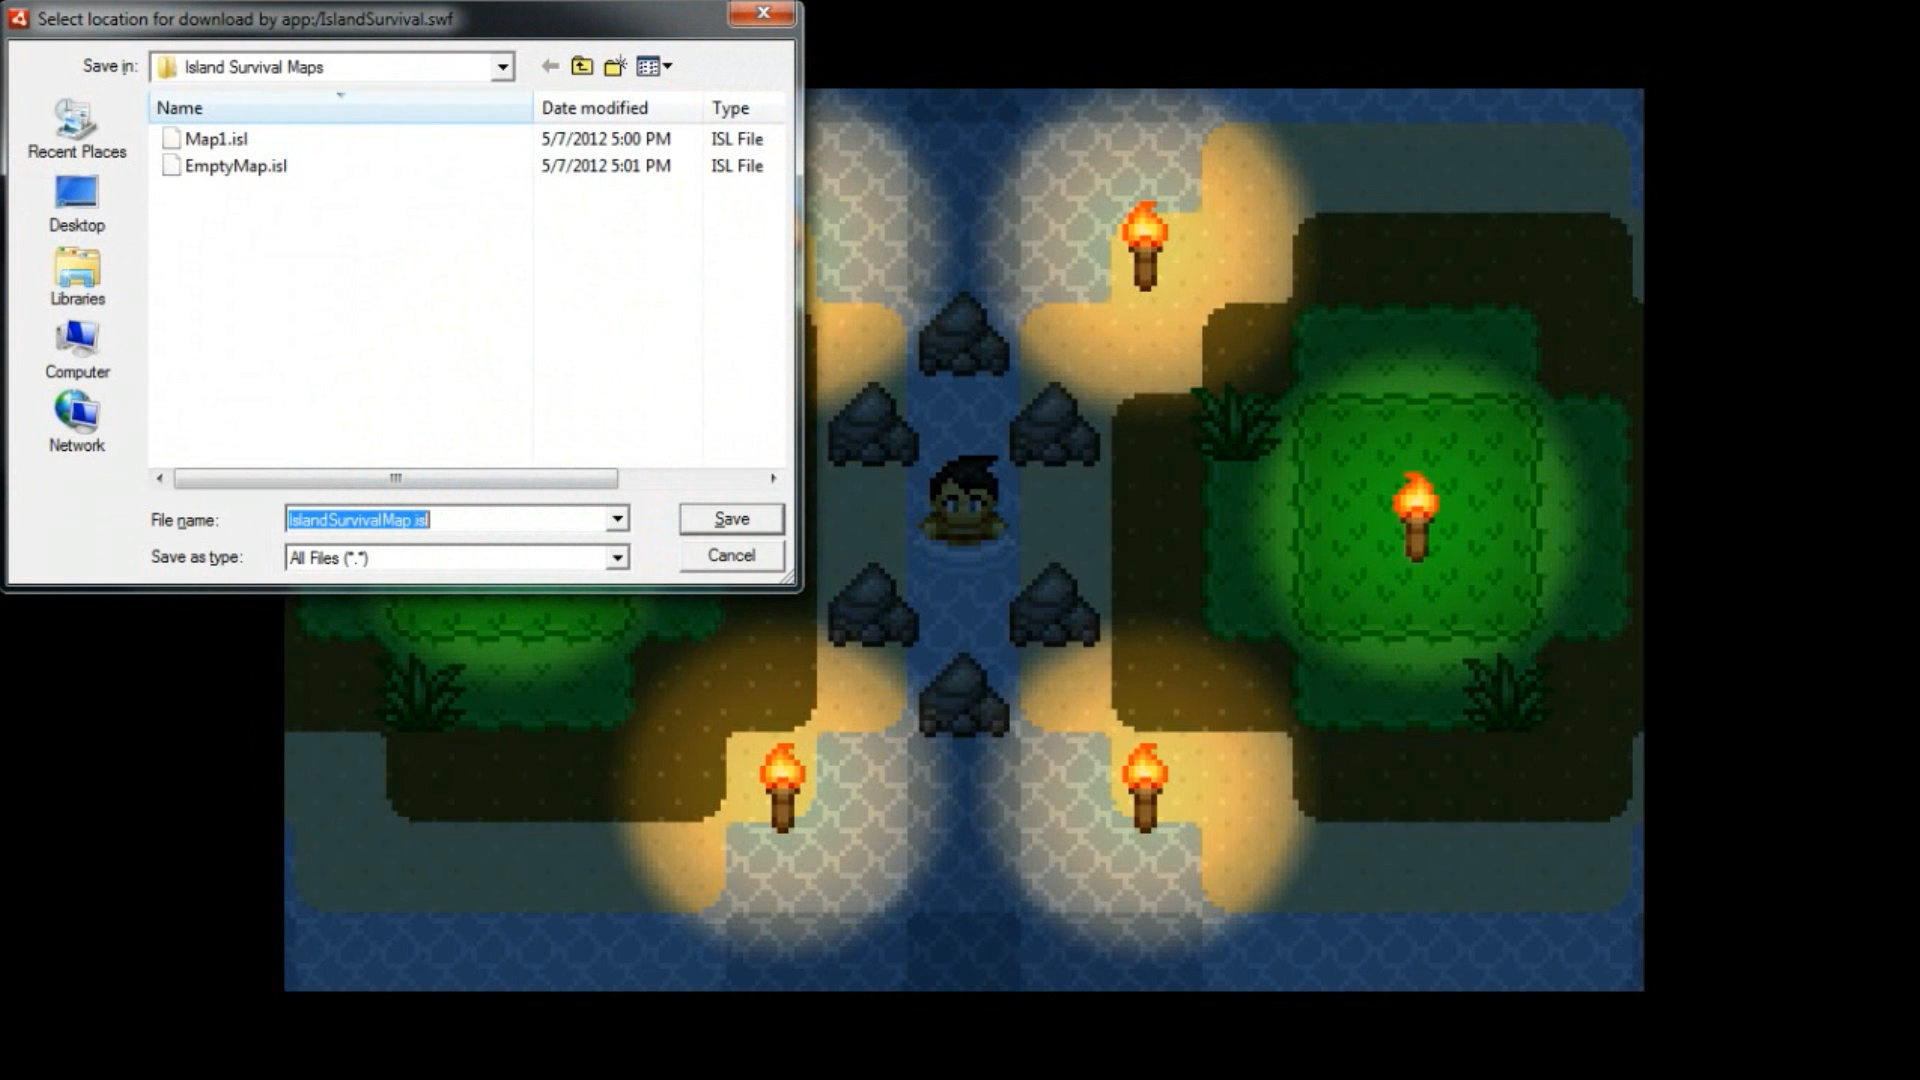 Select location for download by app:/IslandSurvival.swf
Save in: Island Survival Maps
Name Date modified Type
Map1.isl 5/7/2012 5:00 PM ISL File
EmptyMap.isl 5/7/2012 5:01 PM ISL File
Recent Places
Desktop
Libraries
Computer
Network
File name: IslandSurvivalMap.isl Save
Save as type: All Files (*.*) Cancel